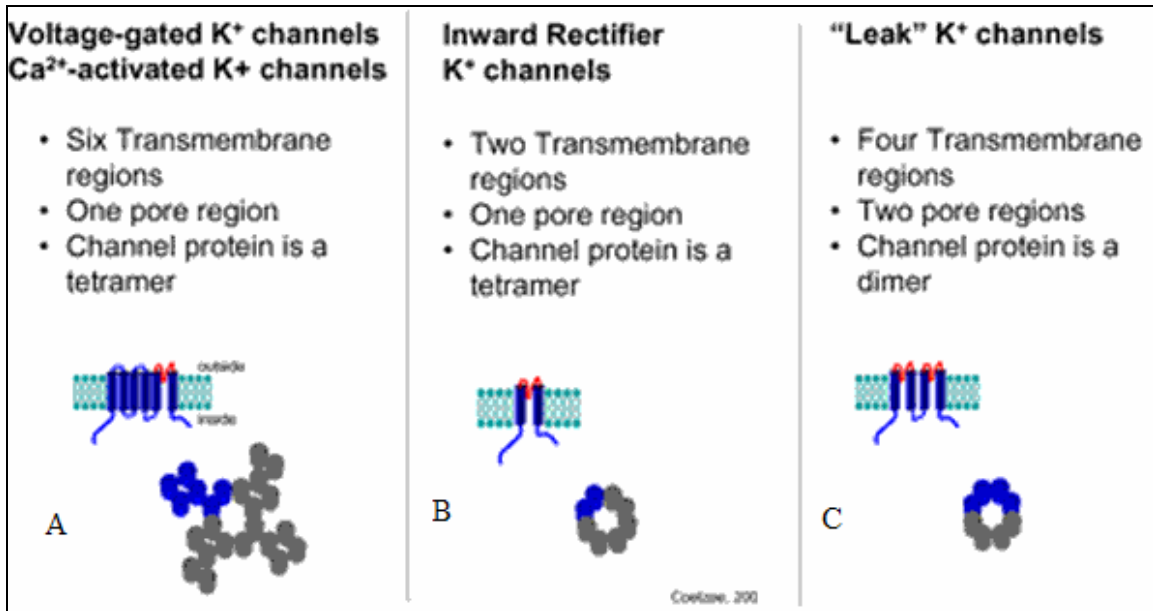 Voltage-gated K⁺ channels
Ca²⁺-activated K+ channels
• Six Transmembrane
regions
• One pore region
• Channel protein is a
tetramer
outside
inside
A
Inward Rectifier
K⁺ channels
• Two Transmembrane
regions
• One pore region
• Channel protein is a
tetramer
B
Coetzee, 200
"Leak" K⁺ channels
• Four Transmembrane
regions
• Two pore regions
• Channel protein is a
dimer
C